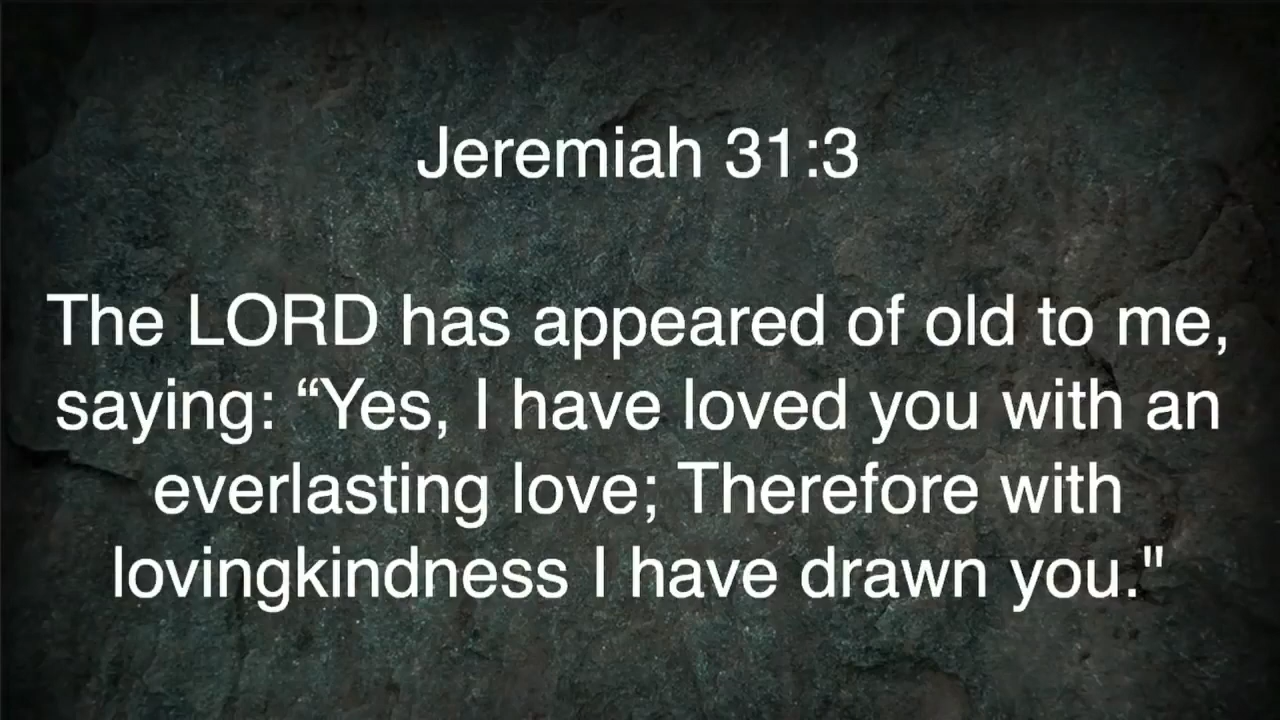 Jeremiah 31:3
The LORD has appeared of old to me,
saying: “Yes, I have loved you with an
everlasting love; Therefore with
lovingkindness I have drawn you."